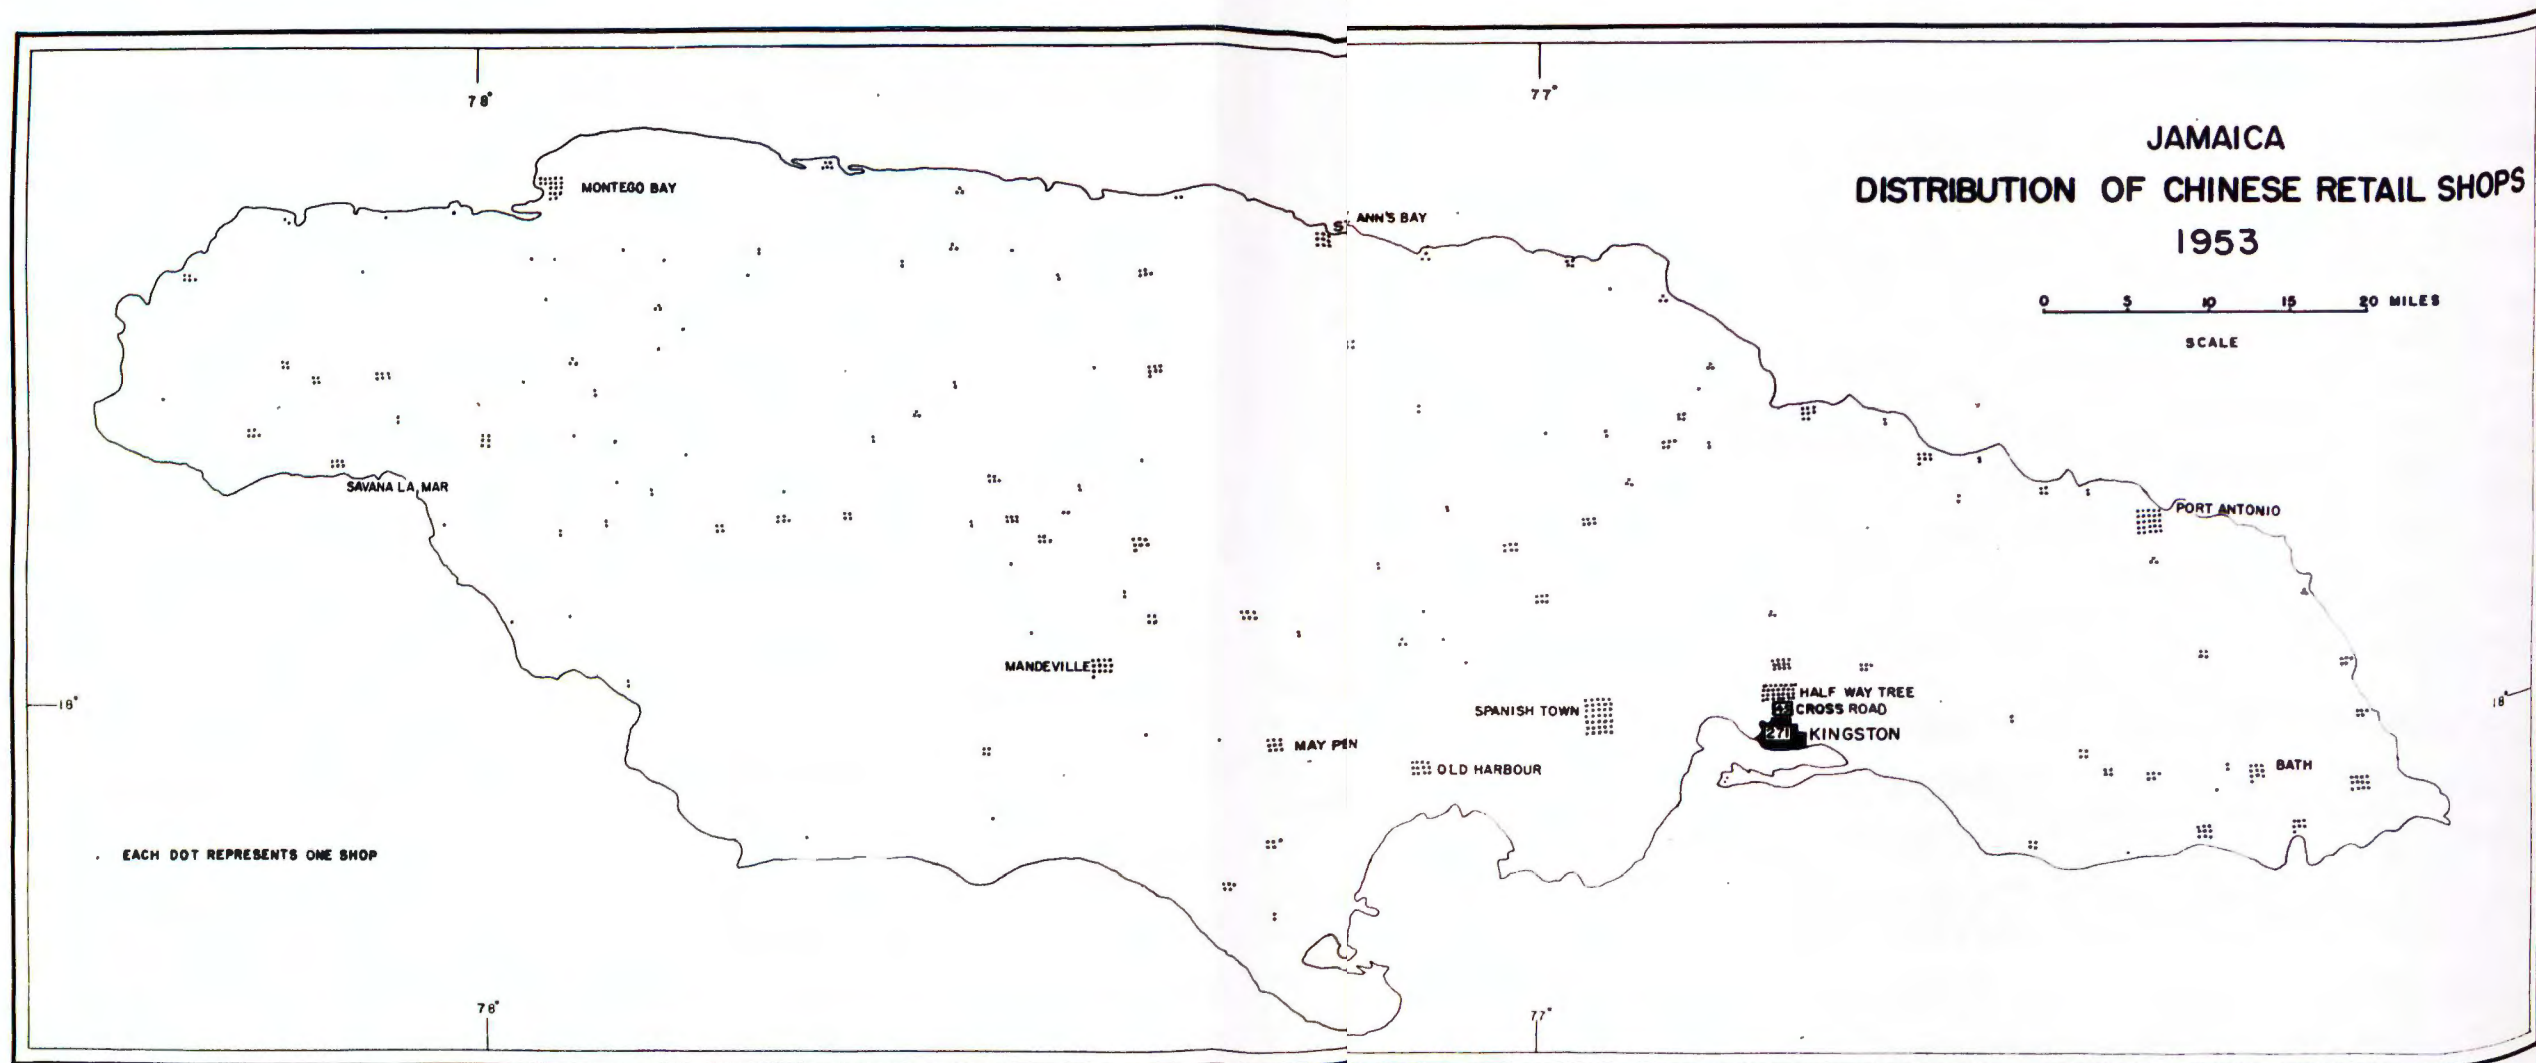 78°
77°
JAMAICA
DISTRIBUTION OF CHINESE RETAIL SHOPS
1953
0 5 10 15 20 MILES
SCALE
MONTEGO BAY
ANN'S BAY
SAVANA LA MAR
PORT ANTONIO
MANDEVILLE
HALF WAY TREE
CROSS ROAD
SPANISH TOWN
271 KINGSTON
18°
18°
MAY PEN
OLD HARBOUR
BATH
. EACH DOT REPRESENTS ONE SHOP
78°
77°